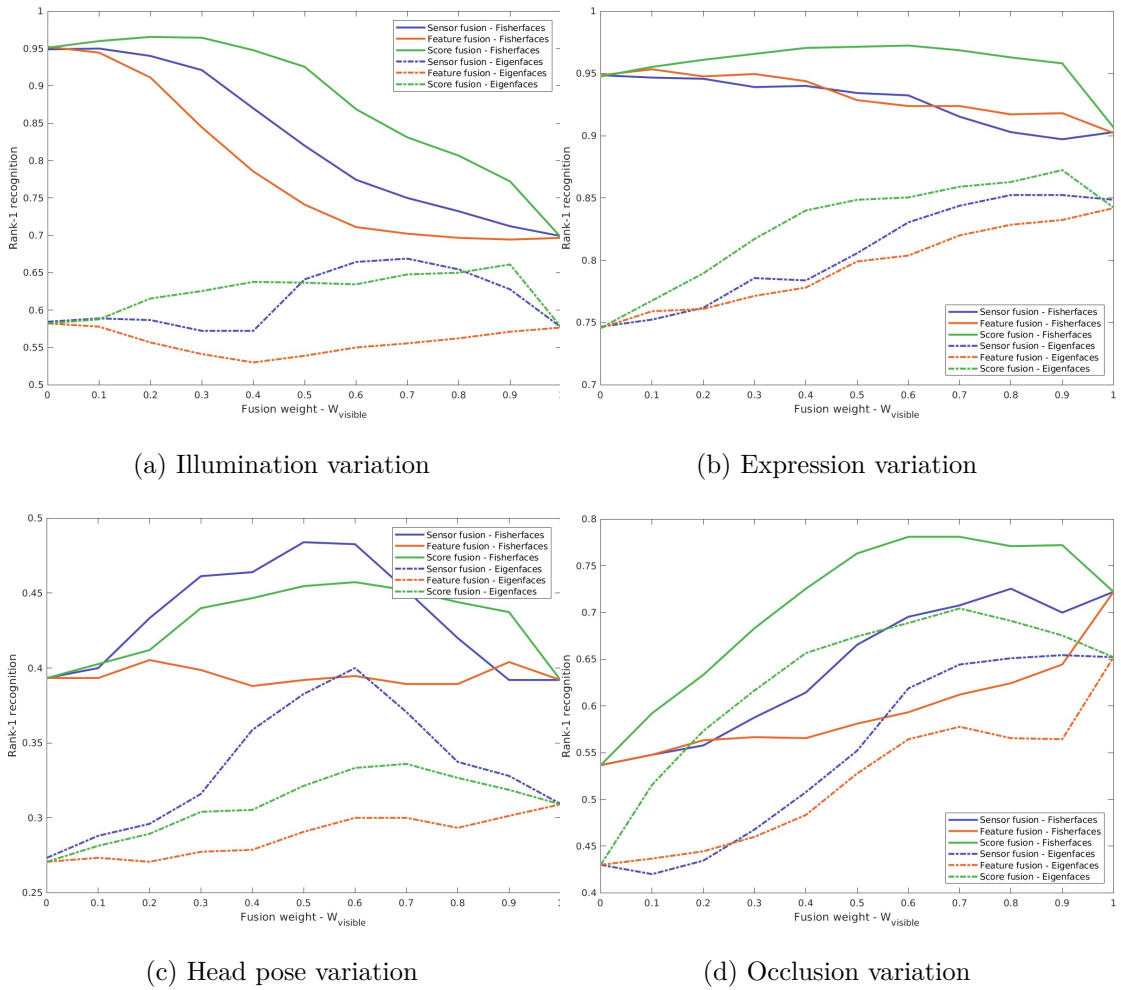 1
0.95
0.9
0.85
0.8
0.75
0.7
0.65
0.6
0.55
0.5
Rank-1 recognition
Sensor fusion - Fisherfaces
Feature fusion - Fisherfaces
Score fusion - Fisherfaces
Sensor fusion - Eigenfaces
Feature fusion - Eigenfaces
Score fusion - Eigenfaces
0 0.1 0.2 0.3 0.4 0.5 0.6 0.7 0.8 0.9
Fusion weight - W_visible
(a) Illumination variation
1
0.95
0.9
0.85
0.8
0.75
0.7
Rank-1 recognition
Sensor fusion - Fisherfaces
Feature fusion - Fisherfaces
Score fusion - Fisherfaces
Sensor fusion - Eigenfaces
Feature fusion - Eigenfaces
Score fusion - Eigenfaces
0 0.1 0.2 0.3 0.4 0.5 0.6 0.7 0.8 0.9 1
Fusion weight - W_visible
(b) Expression variation
0.5
0.45
0.4
0.35
0.3
0.25
Rank-1 recognition
Sensor fusion - Fisherfaces
Feature fusion - Fisherfaces
Score fusion - Fisherfaces
Sensor fusion - Eigenfaces
Feature fusion - Eigenfaces
Score fusion - Eigenfaces
0 0.1 0.2 0.3 0.4 0.5 0.6 0.7 0.8 0.9
Fusion weight - W_visible
(c) Head pose variation
0.8
0.75
0.7
0.65
0.6
0.55
0.5
0.45
0.4
Rank-1 recognition
Sensor fusion - Fisherfaces
Feature fusion - Fisherfaces
Score fusion - Fisherfaces
Sensor fusion - Eigenfaces
Feature fusion - Eigenfaces
Score fusion - Eigenfaces
0 0.1 0.2 0.3 0.4 0.5 0.6 0.7 0.8 0.9 1
Fusion weight - W_visible
(d) Occlusion variation